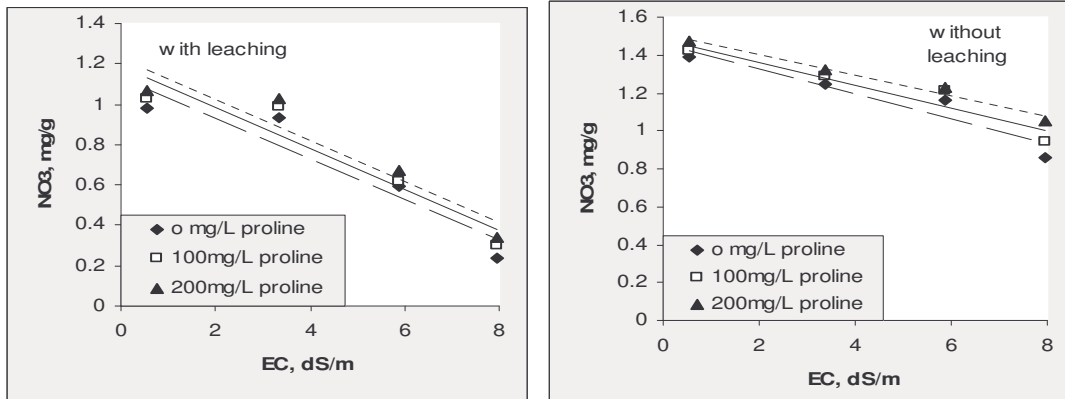 with leaching
1.4
1.2
1
0.8
0.6
0.4
0.2
0
NO3, mg/g
o mg/L proline
100mg/L proline
200mg/L proline
0 2 4 6 8
EC, dS/m
without
leaching
1.6
1.4
1.2
1
0.8
0.6
0.4
0.2
0
NO3, mg/g
o mg/L proline
100mg/L proline
200mg/L proline
0 2 4 6 8
EC, dS/m